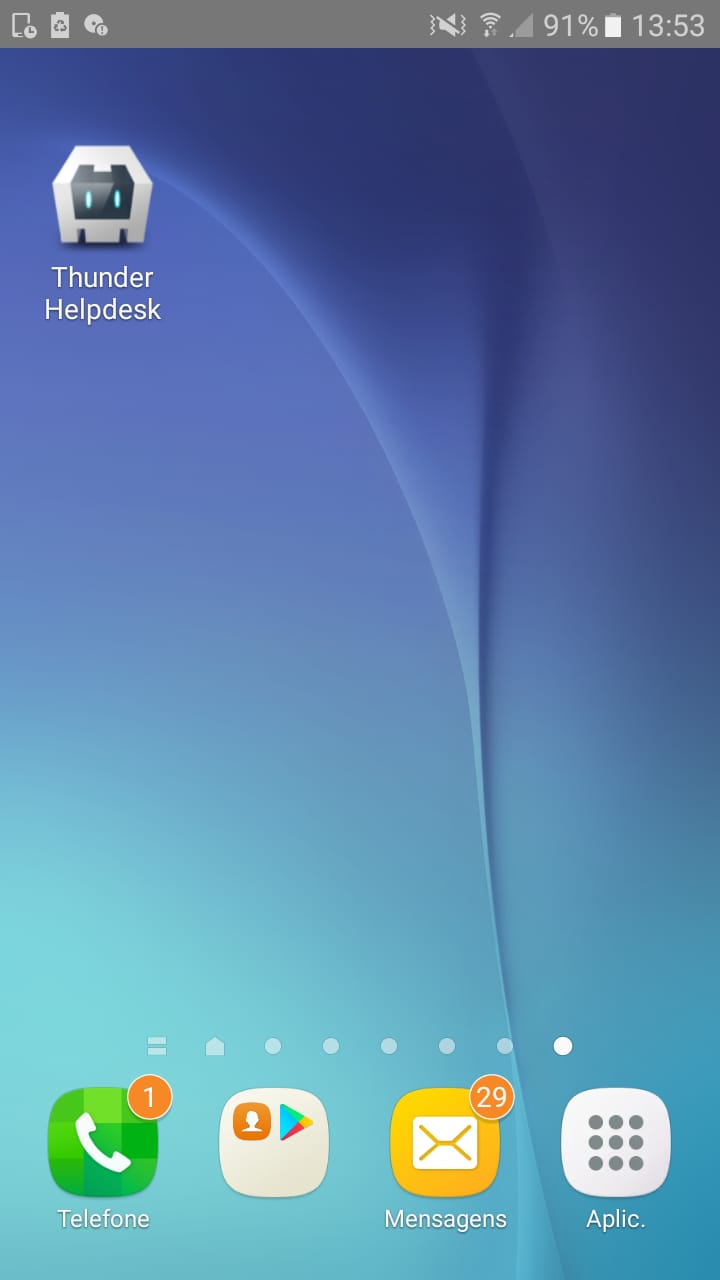 91% 13:53
Thunder
Helpdesk
1
29
Telefone
Mensagens
Aplic.